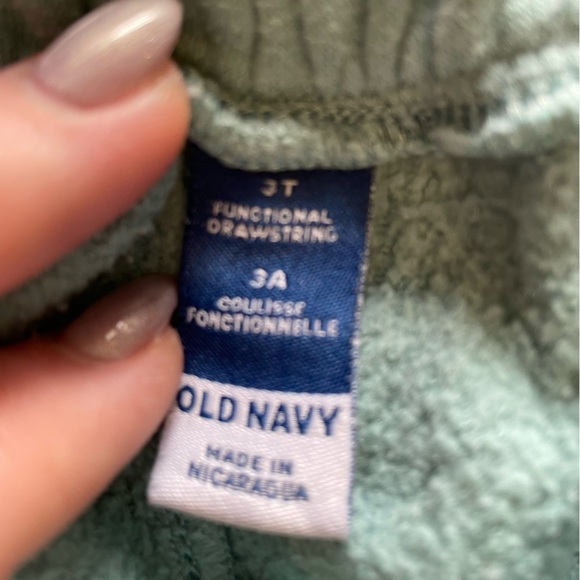 3T
FUNCTIONAL
DRAWSTRING
3A
COULISSE
FONCTIONNELLE
OLD NAVY
MADE IN
NICARAGUA